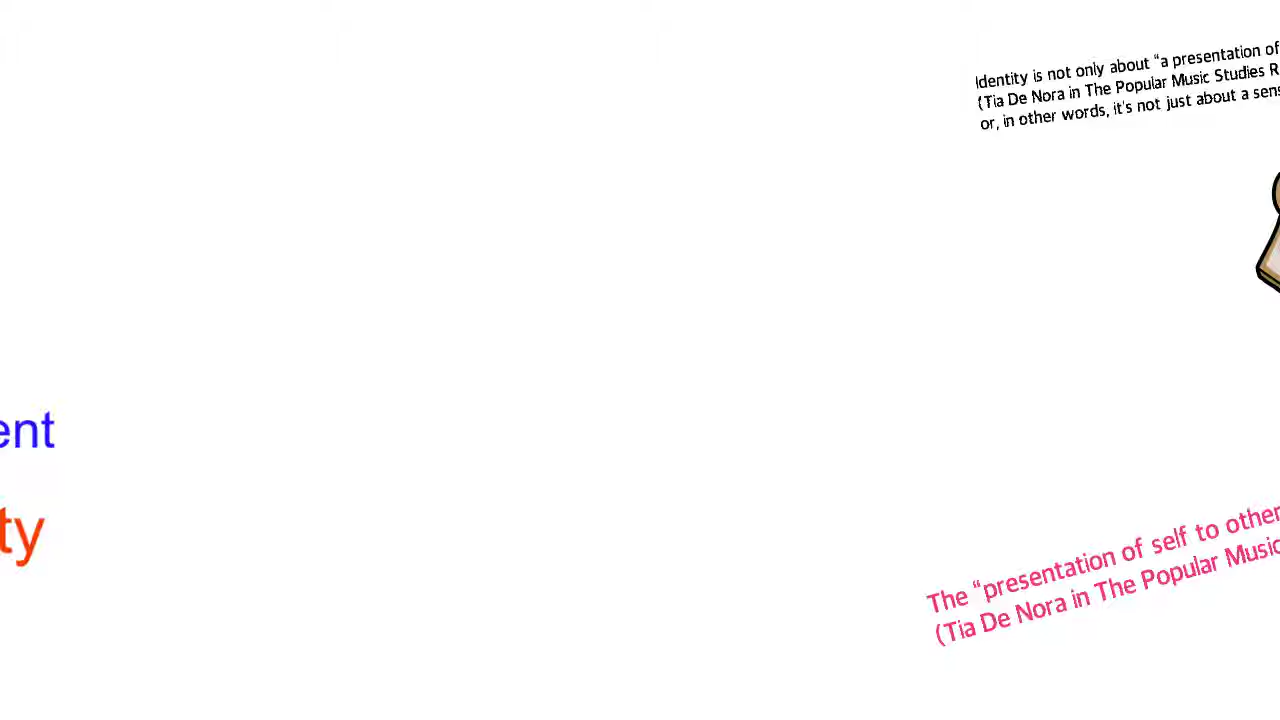 Identity is not only about “a presentation of
(Tia De Nora in The Popular Music Studies R
or, in other words, it's not just about a sens
ent
ty
The “presentation of self to other
(Tia De Nora in The Popular Music